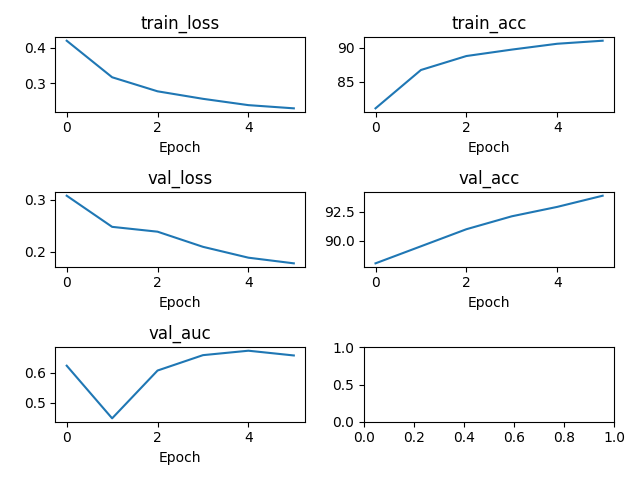 train_loss
0.4
0.3
0 2 4
Epoch
train_acc
90
85
0 2 4
Epoch
val_loss
0.3
0.2
0 2 4
Epoch
val_acc
92.5
90.0
0 2 4
Epoch
val_auc
0.6
0.5
0 2 4
Epoch
1.0
0.5
0.0
0.0 0.2 0.4 0.6 0.8 1.0